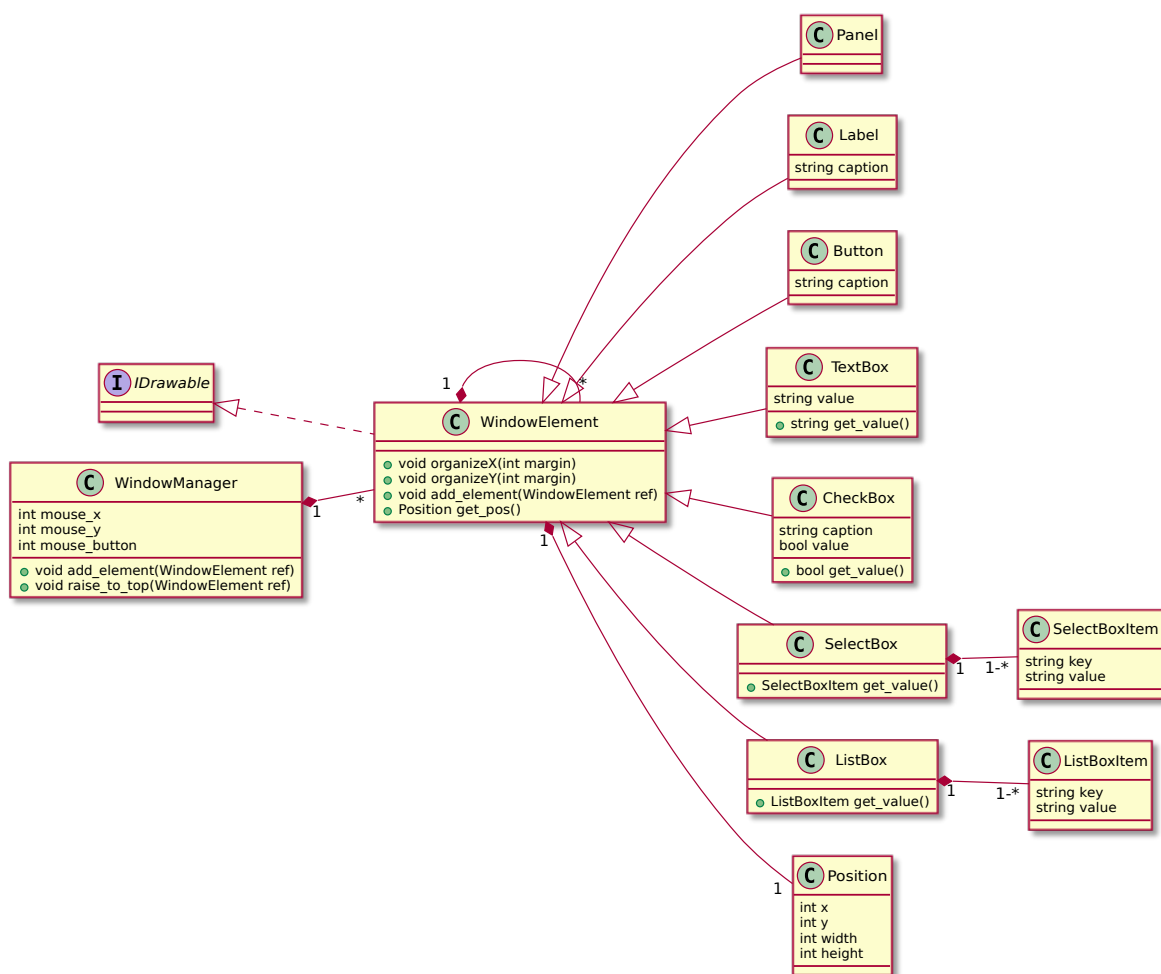 C Panel
C Label
string caption
C Button
string caption
C TextBox
string value
string get_value()
I IDrawable
1
*
C WindowElement
void organizeX(int margin)
void organizeY(int margin)
void add_element(WindowElement ref)
Position get_pos()
C WindowManager
int mouse_x
int mouse_y
int mouse_button
void add_element(WindowElement ref)
void raise_to_top(WindowElement ref)
1
*
1
C CheckBox
string caption
bool value
bool get_value()
C SelectBox
SelectBoxItem get_value()
1
1-*
C SelectBoxItem
string key
string value
C ListBox
ListBoxItem get_value()
1
1-*
C ListBoxItem
string key
string value
1
C Position
int x
int y
int width
int height